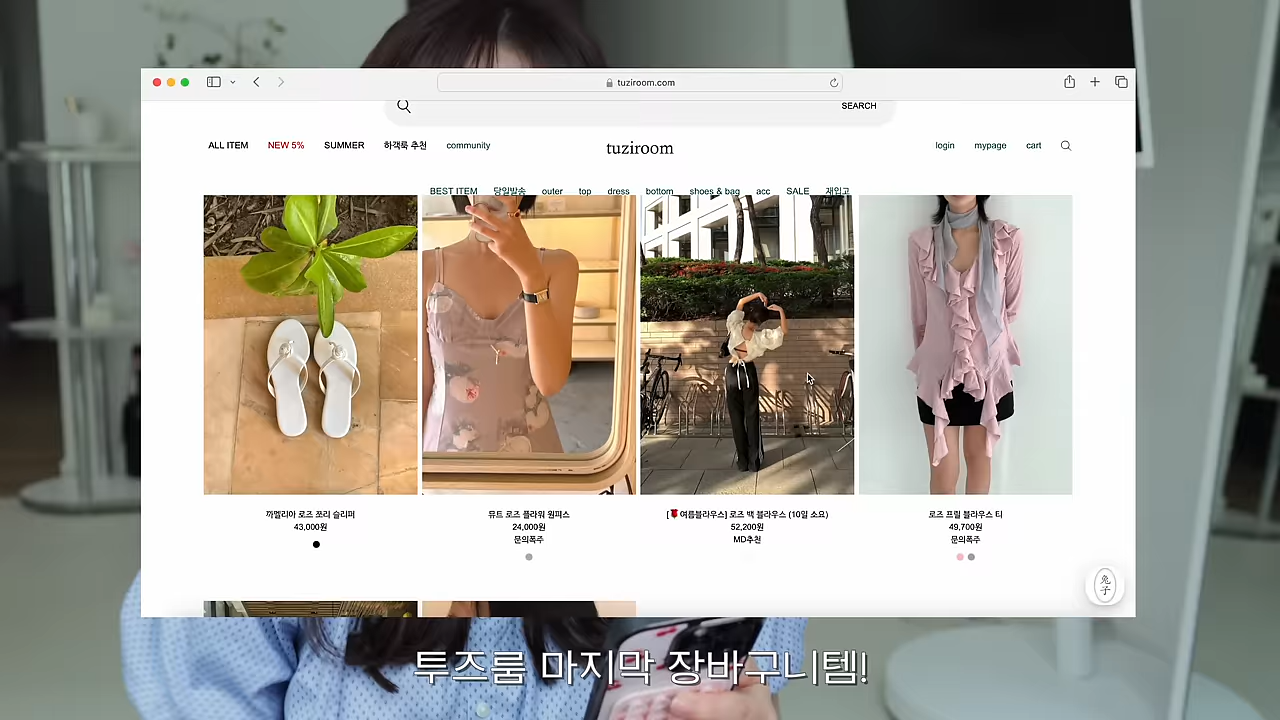 tuziroom.com
SEARCH
ALL ITEM NEW 5% SUMMER 하객룩 추천 community tuziroom login mypage cart
BEST ITEM 당일발송 outer top dress bottom shoes & bag acc SALE 재입고
까멜리아 로즈 쪼리 슬리퍼
43,000원
뮤드 로즈 플라워 원피스
24,000원
문의폭주
[🌹여름블라우스] 로즈 백 블라우스 (10일 소요)
52,200원
MD추천
로즈 프릴 블라우스 티
49,700원
문의폭주
兔子
투즈룸 마지막 장바구니템!